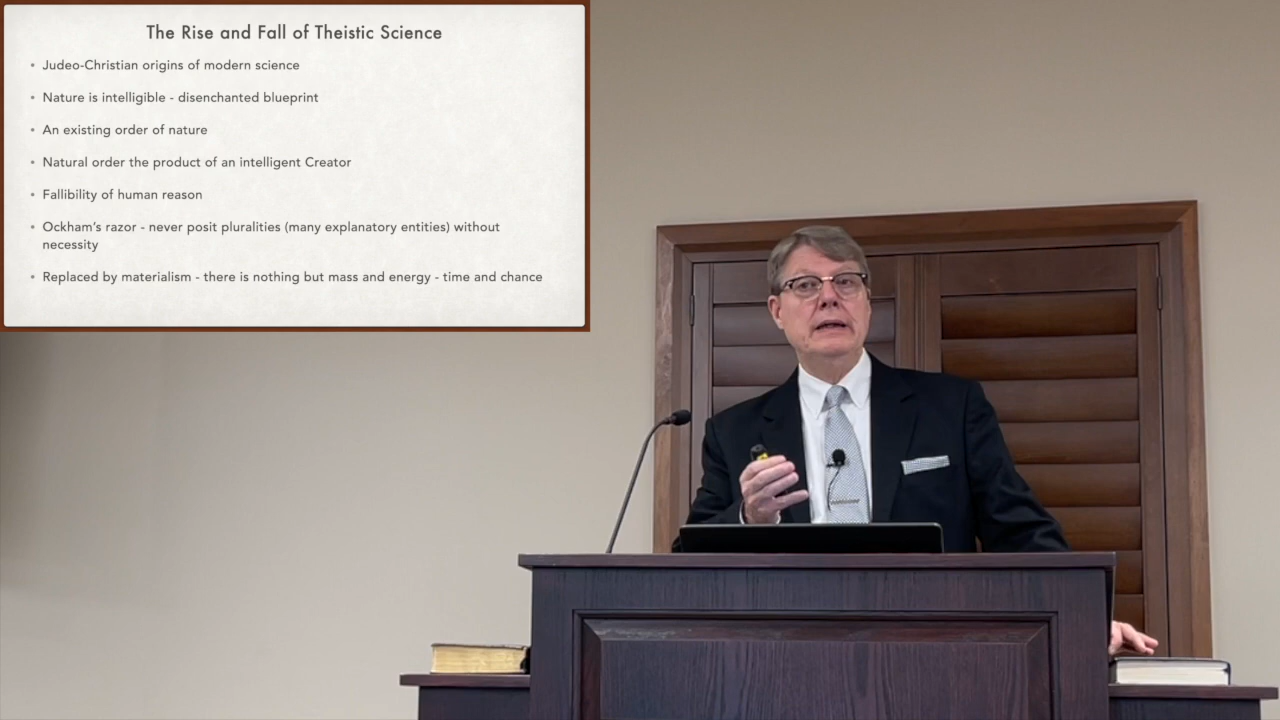 The Rise and Fall of Theistic Science
• Judeo-Christian origins of modern science
• Nature is intelligible - disenchanted blueprint
• An existing order of nature
• Natural order the product of an intelligent Creator
• Fallibility of human reason
• Ockham's razor - never posit pluralities (many explanatory entities) without
necessity
• Replaced by materialism - there is nothing but mass and energy - time and chance